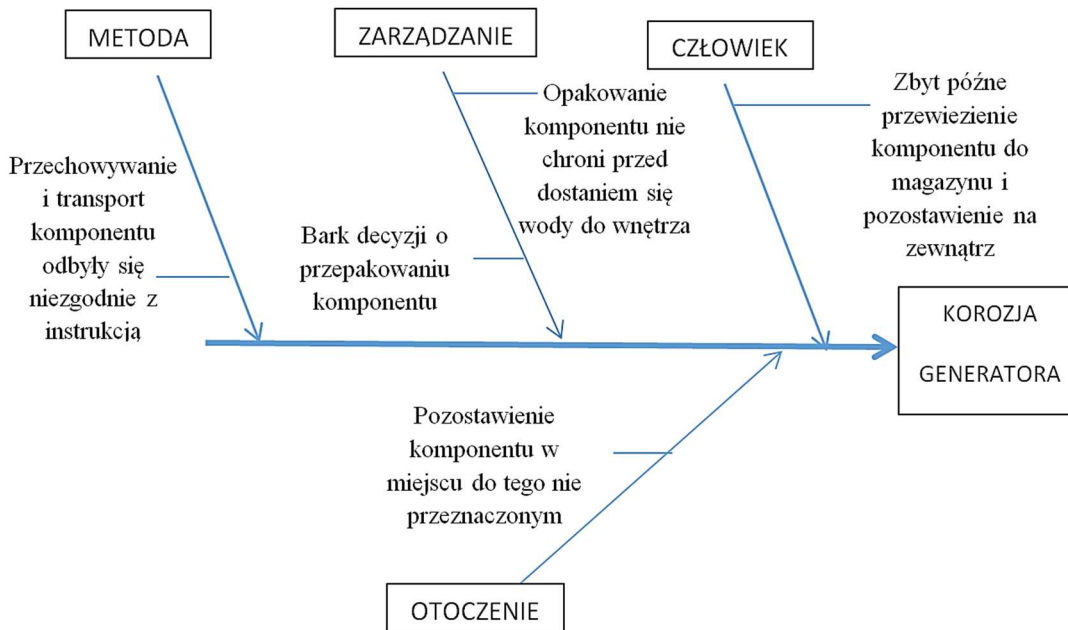 METODA
ZARZĄDZANIE
CZŁOWIEK
Przechowywanie
i transport
komponentu
odbyły się
niezgodnie z
instrukcją
Opakowanie
komponentu nie
chroni przed
dostaniem się
wody do wnętrza
Bark decyzji o
przepakowaniu
komponentu
Zbyt późne
przewiezienie
komponentu do
magazynu i
pozostawienie na
zewnątrz
KOROZJA
GENERATORA
Pozostawienie
komponentu w
miejscu do tego nie
przeznaczonym
OTOCZENIE